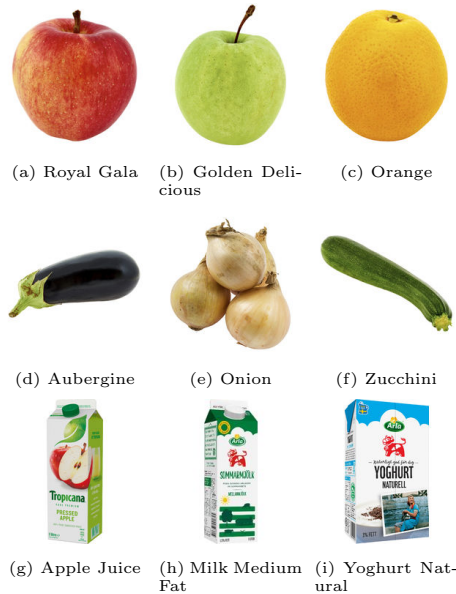 (a) Royal Gala
(b) Golden Deli-
cious
(c) Orange
(d) Aubergine
(e) Onion
(f) Zucchini
Tropicana
PRESSED
APPLE
Arla
SOMMARMJÖLK
MELLANMJÖLK
Arla
YOGHURT
NATURELL
(g) Apple Juice
(h) Milk Medium
Fat
(i) Yoghurt Nat-
ural